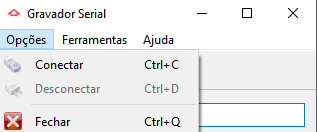 Gravador Serial
Opções Ferramentas Ajuda
Conectar Ctrl+C
Desconectar Ctrl+D
Fechar Ctrl+Q